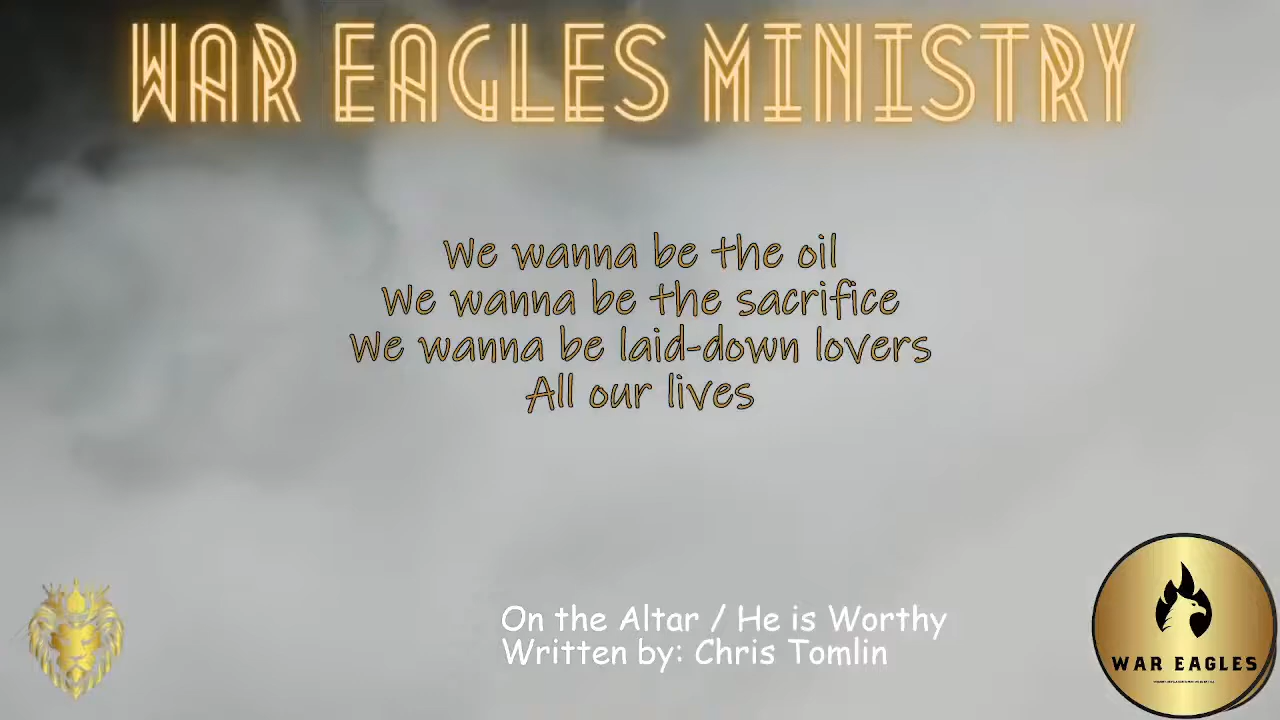 WAR EAGLES MINISTRY
We wanna be the oil
We wanna be the sacrifice
We wanna be laid-down lovers
All our lives
On the Altar / He is Worthy
Written by: Chris Tomlin
WAR EAGLES